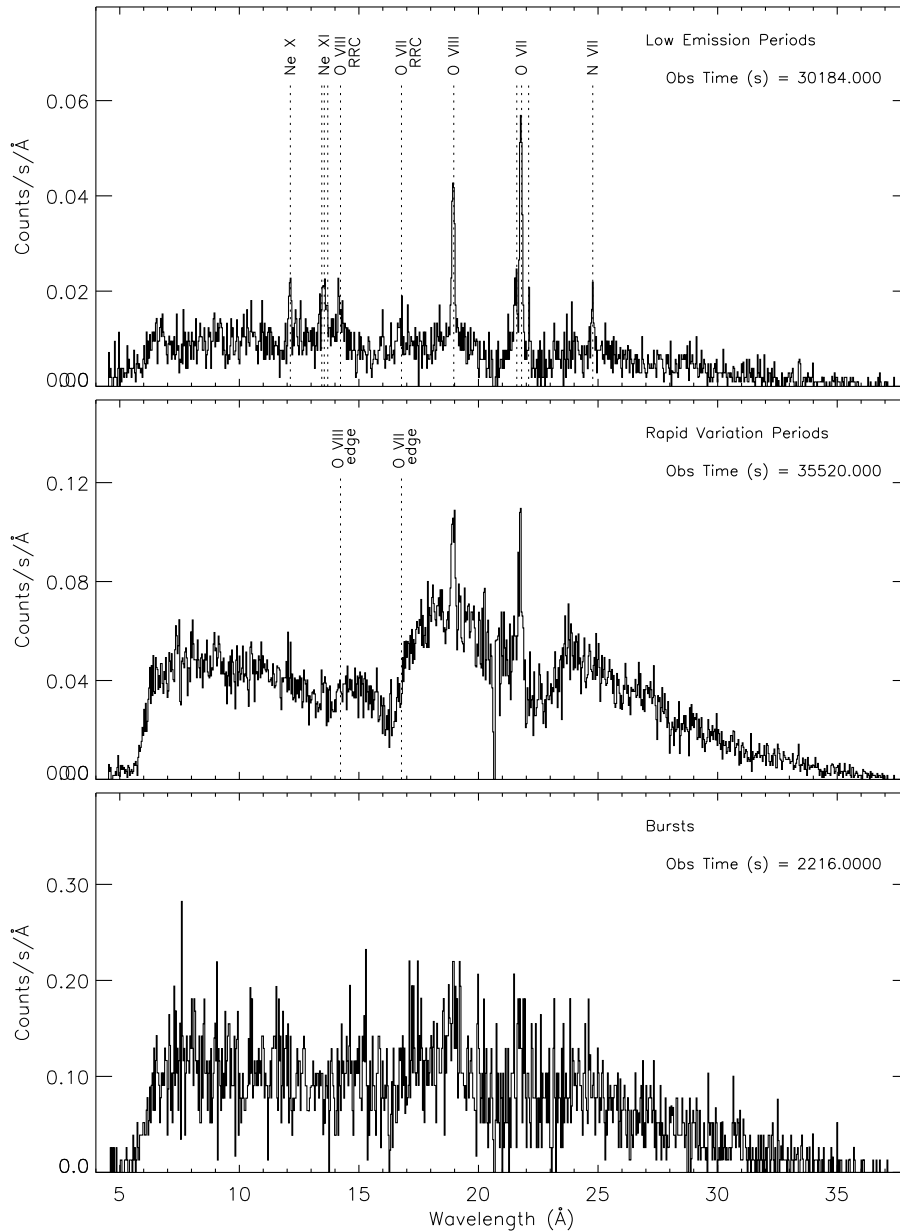 Low Emission Periods
Obs Time (s) = 30184.000
Ne X
Ne XI
O VIII
RRC
O VII
RRC
O VIII
O VII
N VII
Counts/s/Å
0.06
0.04
0.02
0.00
Rapid Variation Periods
Obs Time (s) = 35520.000
O VIII
edge
O VII
edge
Counts/s/Å
0.12
0.08
0.04
0.00
Bursts
Obs Time (s) = 2216.0000
Counts/s/Å
0.30
0.20
0.10
0.0
5 10 15 20 25 30 35
Wavelength (Å)